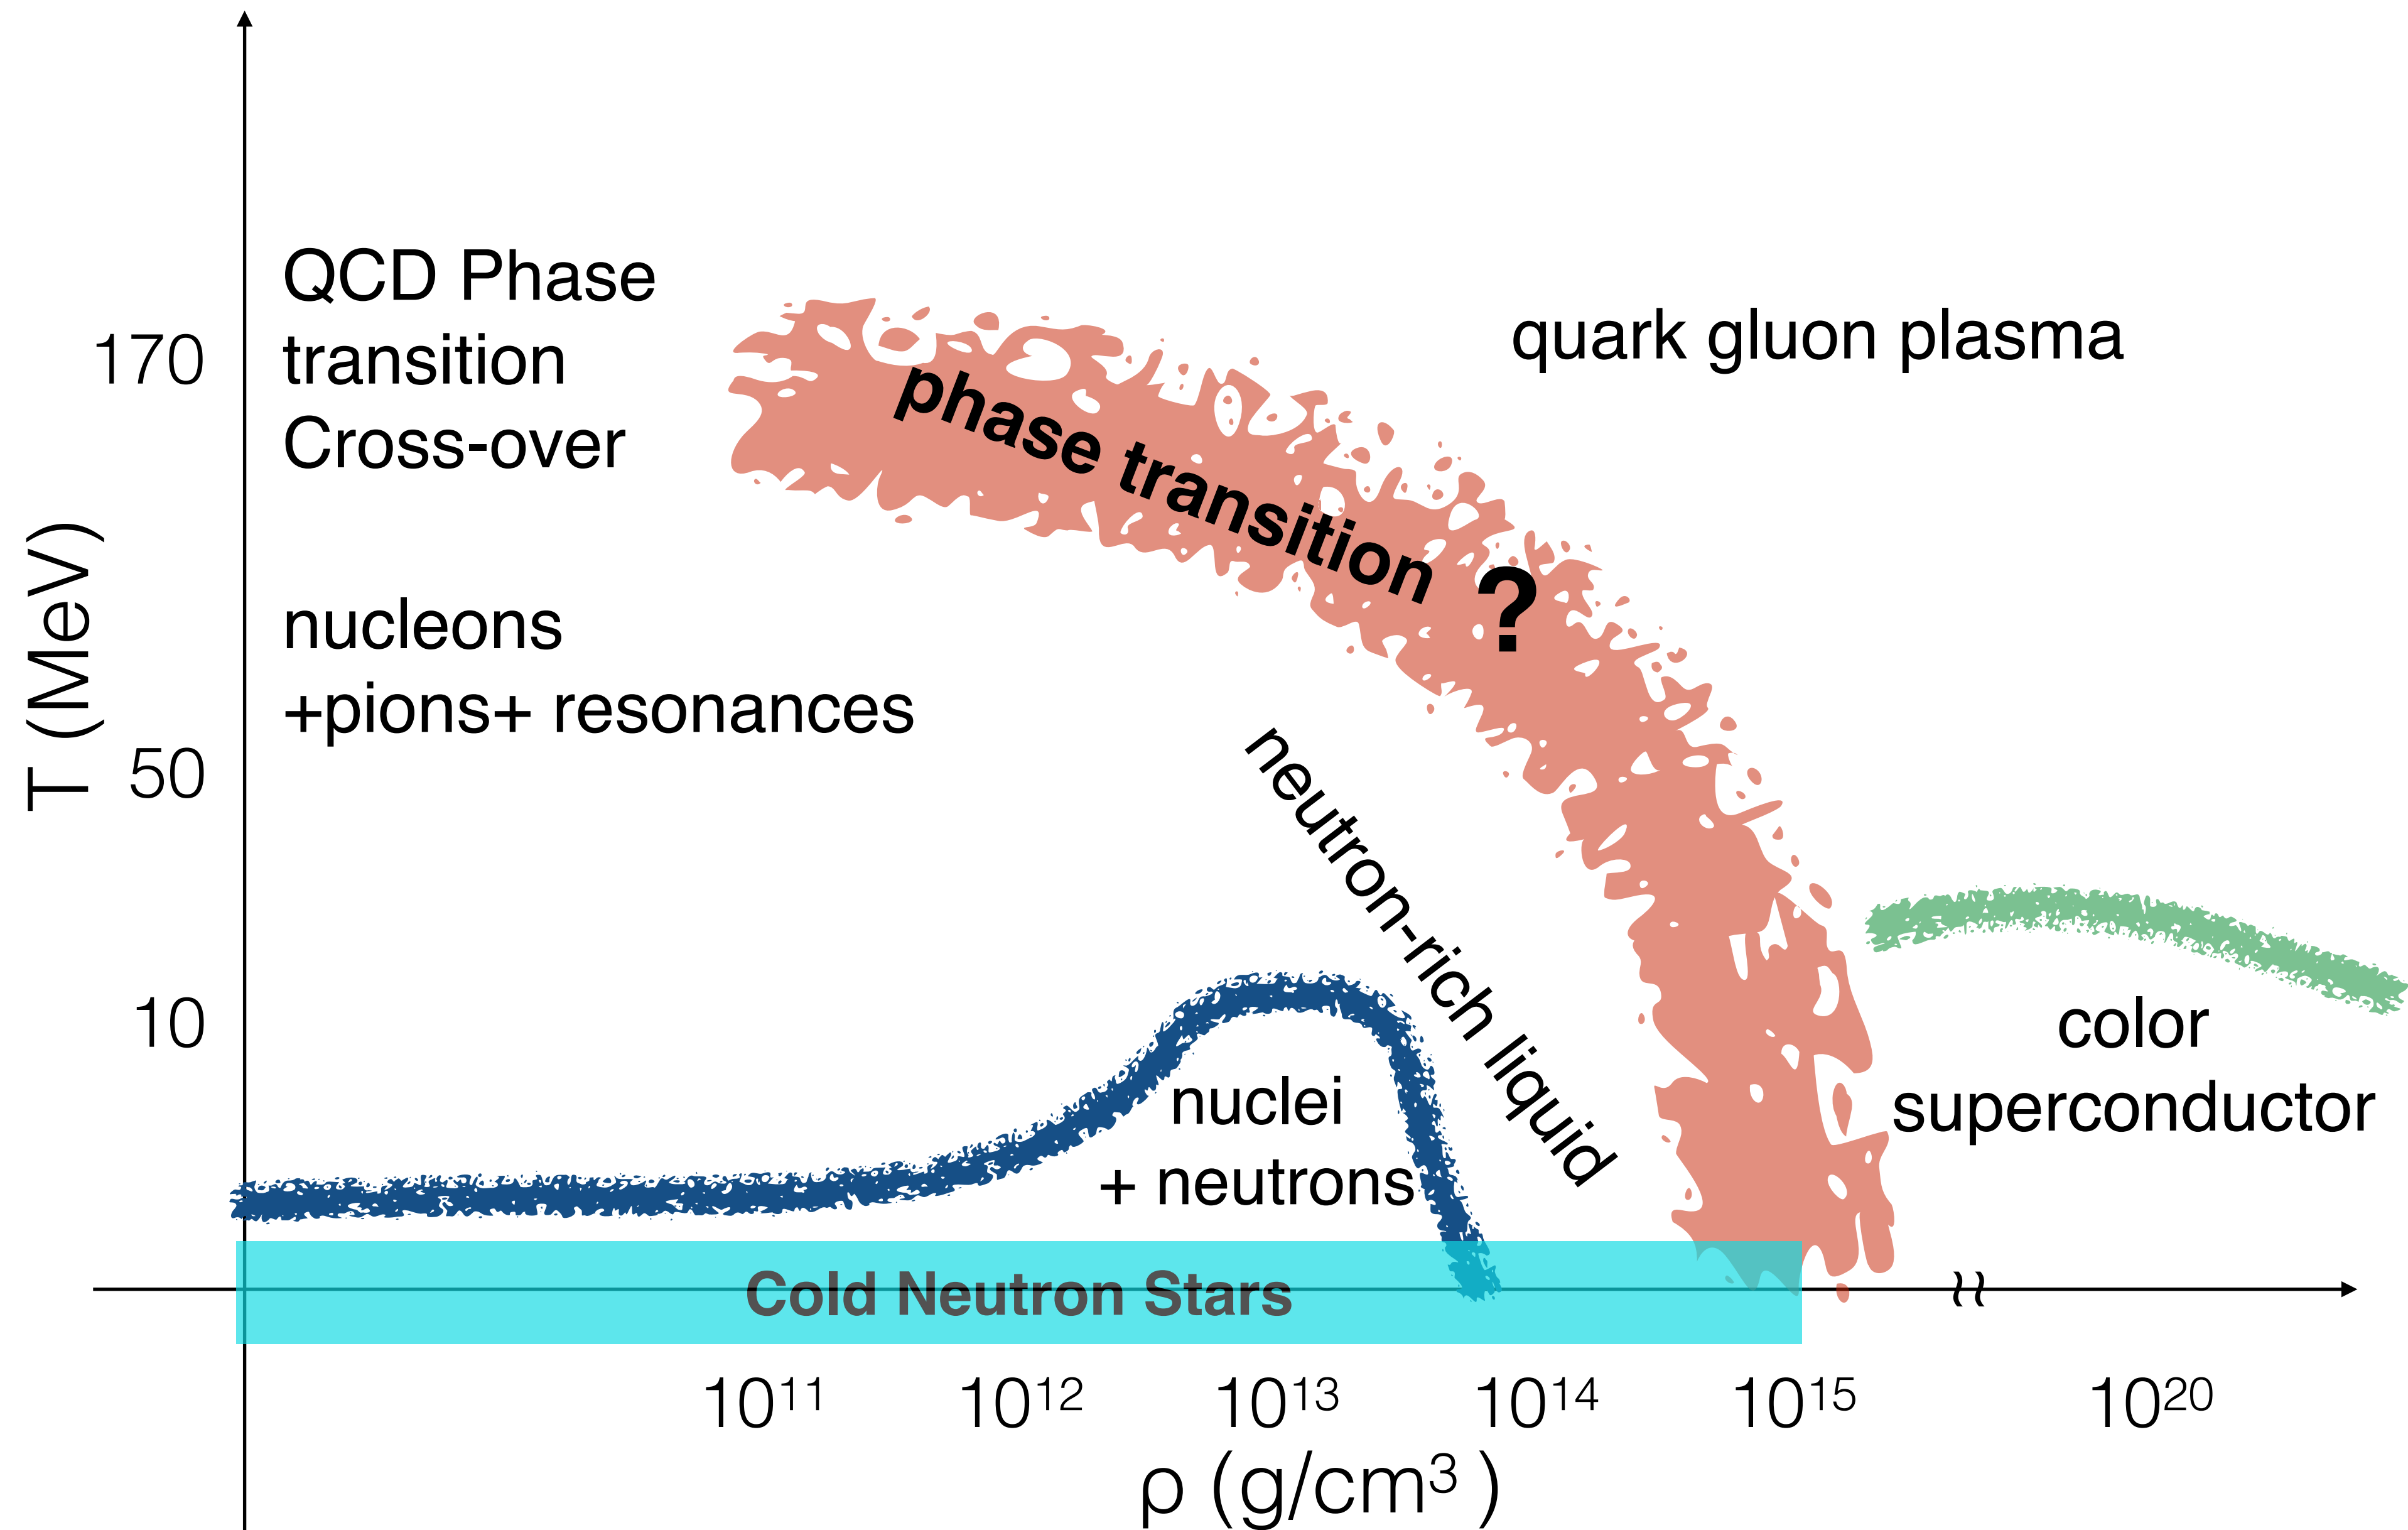 QCD Phase
transition
Cross-over
quark gluon plasma
170
phase transition
?
nucleons
+pions+ resonances
T (MeV)
50
neutron-rich liquid
10
color
superconductor
nuclei
+ neutrons
Cold Neutron Stars
10¹¹ 10¹² 10¹³ 10¹⁴ 10¹⁵ 10²⁰
ρ (g/cm³ )